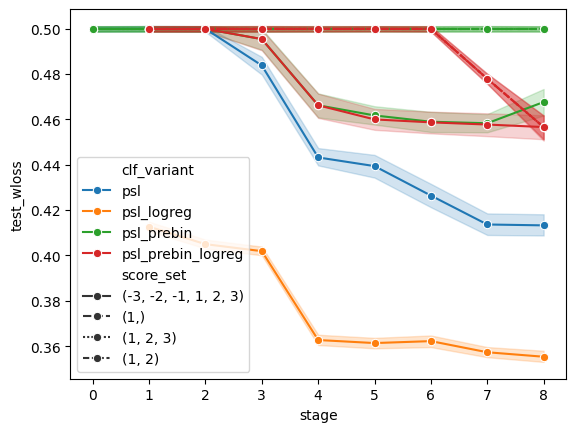 0.50
0.48
0.46
0.44
0.42
0.40
0.38
0.36
test_wloss
clf_variant
psl
psl_logreg
psl_prebin
psl_prebin_logreg
score_set
(-3, -2, -1, 1, 2, 3)
(1,)
(1, 2, 3)
(1, 2)
0 1 2 3 4 5 6 7 8
stage